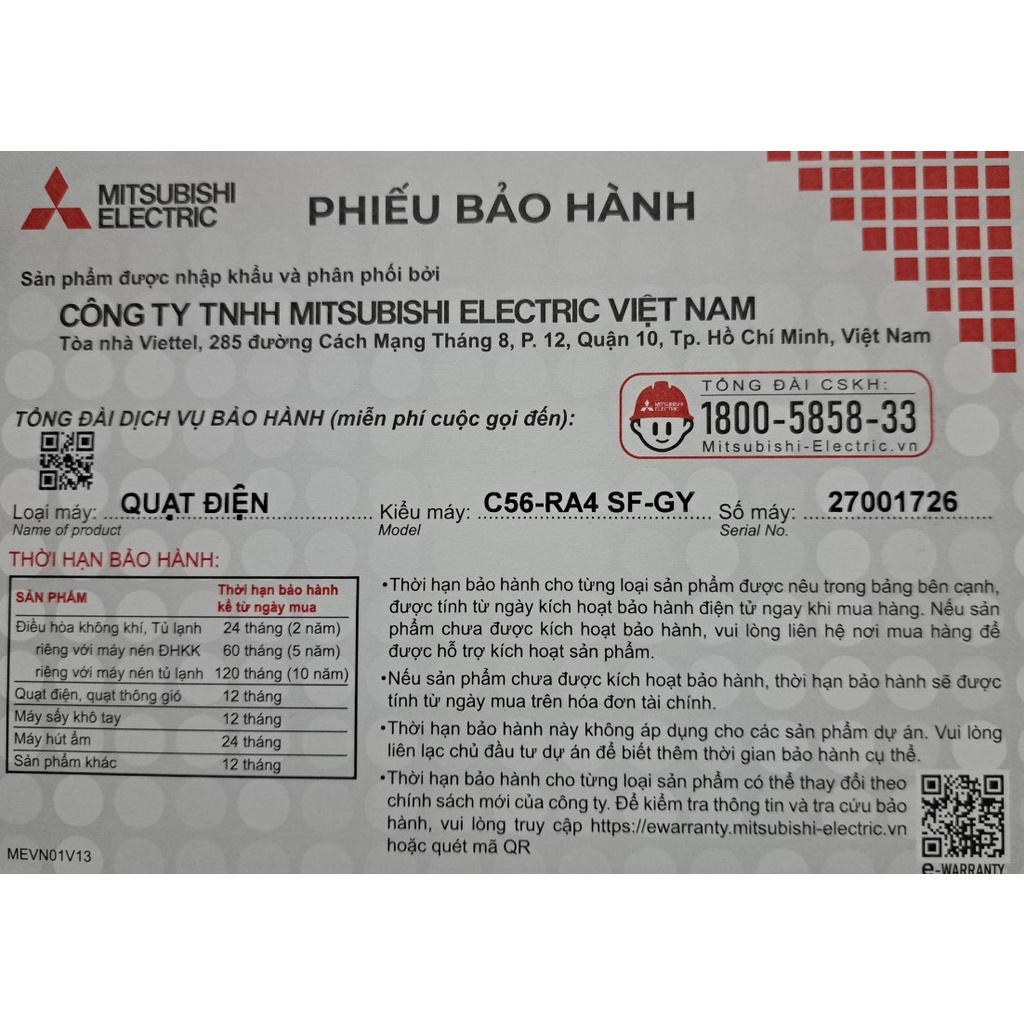 MITSUBISHI
ELECTRIC
PHIẾU BẢO HÀNH
Sản phẩm được nhập khẩu và phân phối bởi
CÔNG TY TNHH MITSUBISHI ELECTRIC VIỆT NAM
Tòa nhà Viettel, 285 đường Cách Mạng Tháng 8, P. 12, Quận 10, Tp. Hồ Chí Minh, Việt Nam
TỔNG ĐÀI DỊCH VỤ BẢO HÀNH (miễn phí cuộc gọi đến):
MITSUBISHI
ELECTRIC
TỔNG ĐÀI CSKH:
1800-5858-33
Mitsubishi-Electric.vn
Loại máy: QUẠT ĐIỆN Kiểu máy: C56-RA4 SF-GY Số máy: 27001726
Name of product Model Serial No.
THỜI HẠN BẢO HÀNH:
SẢN PHẨM Thời hạn bảo hành
kể từ ngày mua
Điều hòa không khí, Tủ lạnh 24 tháng (2 năm)
riêng với máy nén ĐHKK 60 tháng (5 năm)
riêng với máy nén tủ lạnh 120 tháng (10 năm)
Quạt điện, quạt thông gió 12 tháng
Máy sấy khô tay 12 tháng
Máy hút ẩm 24 tháng
Sản phẩm khác 12 tháng
•Thời hạn bảo hành cho từng loại sản phẩm được nêu trong bảng bên cạnh,
được tính từ ngày kích hoạt bảo hành điện tử ngay khi mua hàng. Nếu sản
phẩm chưa được kích hoạt bảo hành, vui lòng liên hệ nơi mua hàng để
được hỗ trợ kích hoạt sản phẩm.
•Nếu sản phẩm chưa được kích hoạt bảo hành, thời hạn bảo hành sẽ được
tính từ ngày mua trên hóa đơn tài chính.
•Thời hạn bảo hành này không áp dụng cho các sản phẩm dự án. Vui lòng
liên lạc chủ đầu tư dự án để biết thêm thời gian bảo hành cụ thể.
•Thời hạn bảo hành cho từng loại sản phẩm có thể thay đổi theo
chính sách mới của công ty. Để kiểm tra thông tin và tra cứu bảo
hành, vui lòng truy cập https://ewarranty.mitsubishi-electric.vn
hoặc quét mã QR
e-WARRANTY
MEVN01V13